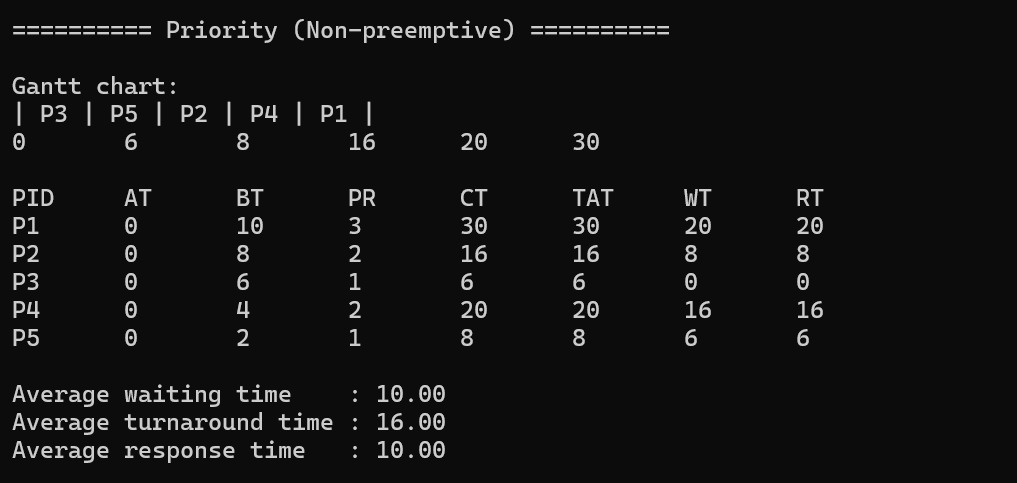 ========== Priority (Non-preemptive) ==========
Gantt chart:
| P3 | P5 | P2 | P4 | P1 |
0       6       8       16      20      30
PID     AT      BT      PR      CT      TAT     WT      RT
P1      0       10      3       30      30      20      20
P2      0       8       2       16      16      8       8
P3      0       6       1       6       6       0       0
P4      0       4       2       20      20      16      16
P5      0       2       1       8       8       6       6
Average waiting time    : 10.00
Average turnaround time : 16.00
Average response time   : 10.00